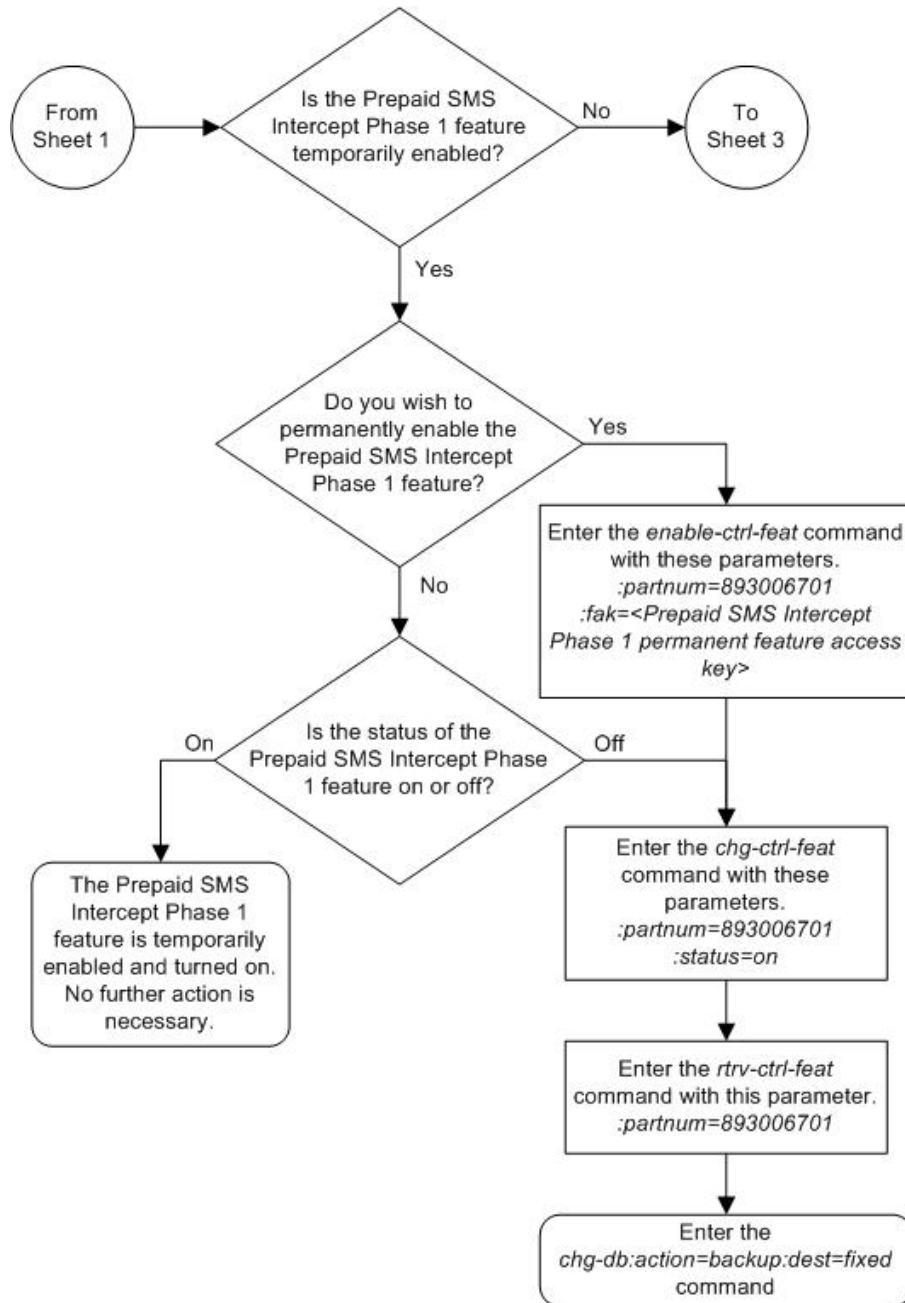 From
Sheet 1
Is the Prepaid SMS
Intercept Phase 1 feature
temporarily enabled?
No
To
Sheet 3
Yes
Do you wish to
permanently enable the
Prepaid SMS Intercept
Phase 1 feature?
Yes
Enter the enable-ctrl-feat command
with these parameters.
:partnum=893006701
:fak=<Prepaid SMS Intercept
Phase 1 permanent feature access
key>
No
Is the status of the
Prepaid SMS Intercept Phase
1 feature on or off?
On
Off
The Prepaid SMS
Intercept Phase 1
feature is temporarily
enabled and turned on.
No further action is
necessary.
Enter the chg-ctrl-feat
command with these
parameters.
:partnum=893006701
:status=on
Enter the rtrv-ctrl-feat
command with this parameter.
:partnum=893006701
Enter the
chg-db:action=backup:dest=fixed
command